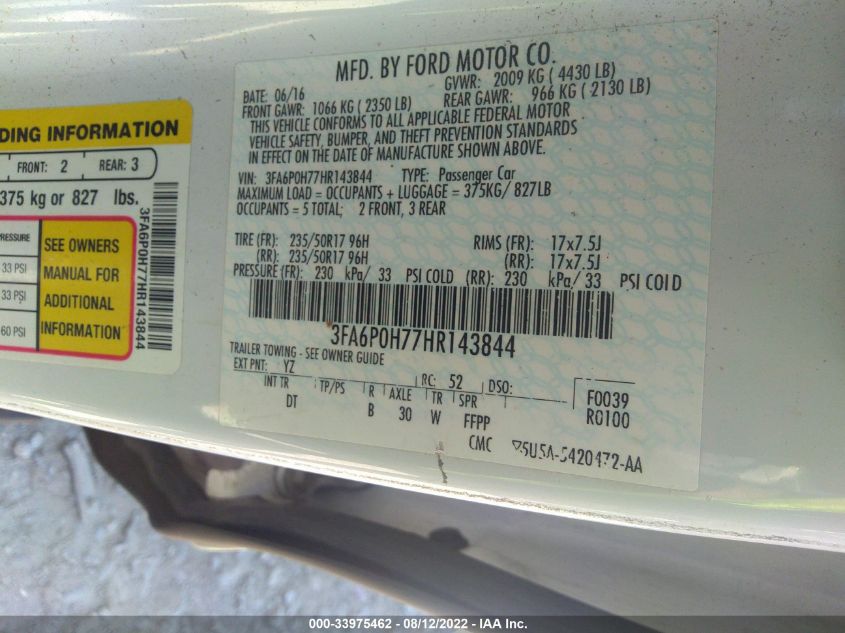 MFD. BY FORD MOTOR CO.
DATE: 06/16 GVWR: 2009 KG ( 4430 LB)
FRONT GAWR: 1066 KG ( 2350 LB) REAR GAWR: 966 KG ( 2130 LB)
THIS VEHICLE CONFORMS TO ALL APPLICABLE FEDERAL MOTOR
VEHICLE SAFETY, BUMPER, AND THEFT PREVENTION STANDARDS
IN EFFECT ON THE DATE OF MANUFACTURE SHOWN ABOVE.
VIN: 3FA6P0H77HR143844 TYPE: Passenger Car
MAXIMUM LOAD = OCCUPANTS + LUGGAGE = 375KG/ 827LB
OCCUPANTS = 5 TOTAL; 2 FRONT, 3 REAR
TIRE (FR): 235/50R17 96H RIMS (FR): 17x7.5J
(RR): 235/50R17 96H (RR): 17x7.5J
PRESSURE (FR): 230 kPa/ 33 PSI COLD (RR): 230 kPa/ 33 PSI COLD
3FA6P0H77HR143844
TRAILER TOWING - SEE OWNER GUIDE
EXT PNT: YZ RC: 52 DSO: F0039
INT TR TP/PS R AXLE TR SPR R0100
DT B 30 W FFPP
CMC 5U5A-5420472-AA
DING INFORMATION
FRONT: 2 REAR: 3
375 kg or 827 lbs.
PRESSURE SEE OWNERS
33 PSI MANUAL FOR
33 PSI ADDITIONAL
60 PSI INFORMATION
3FA6P0H77HR143844
000-33975462 - 08/12/2022 - IAA Inc.